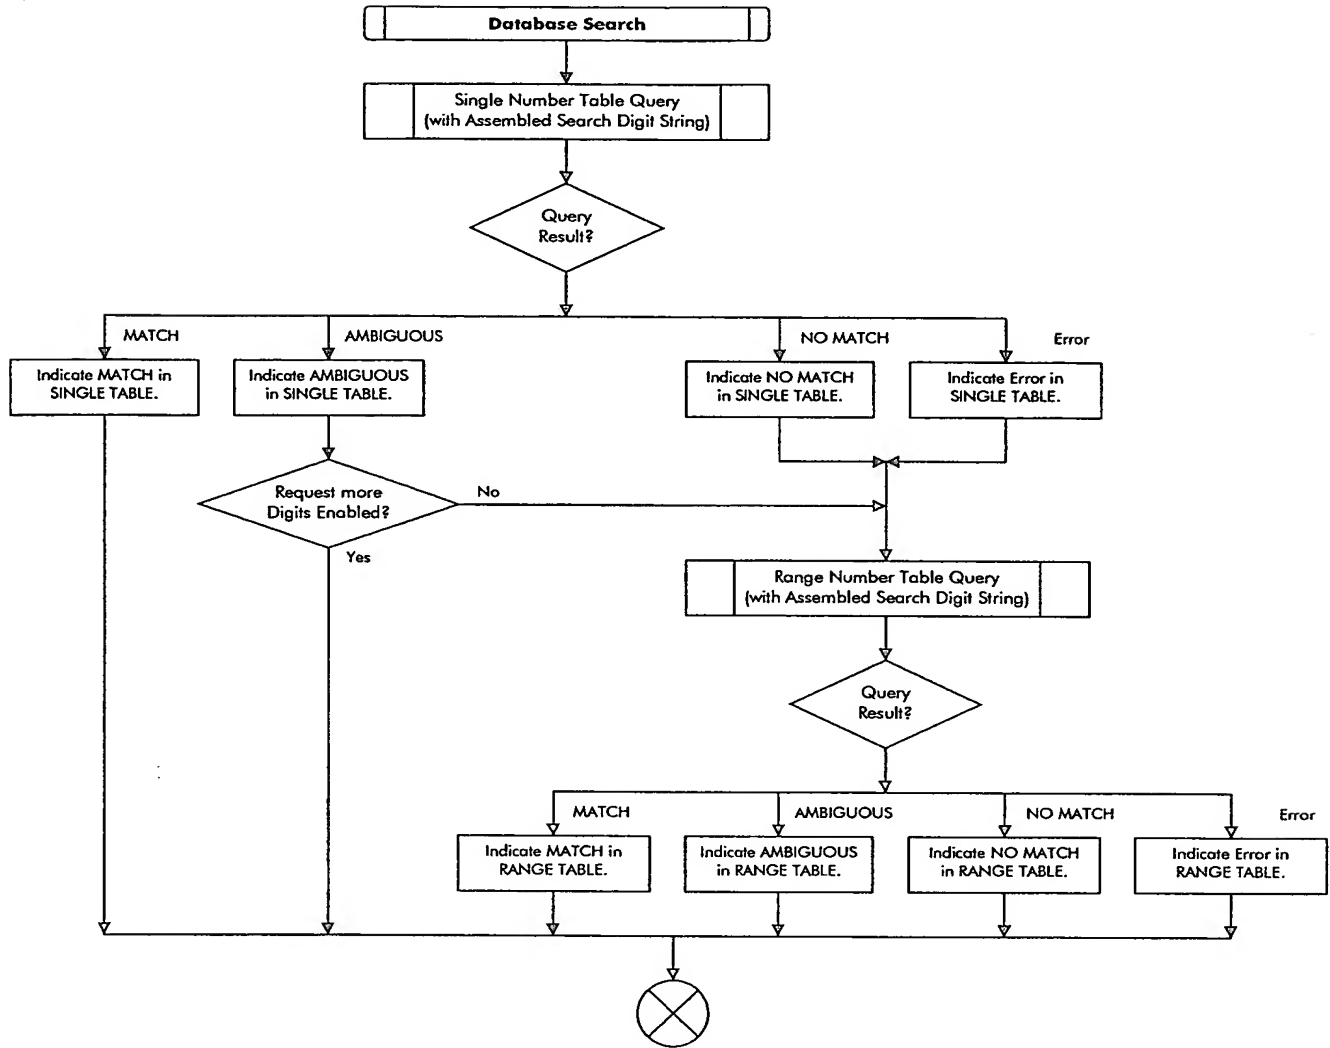 Database Search
Single Number Table Query
(with Assembled Search Digit String)
Query
Result?
MATCH
AMBIGUOUS
NO MATCH
Error
Indicate MATCH in
SINGLE TABLE.
Indicate AMBIGUOUS
in SINGLE TABLE.
Indicate NO MATCH
in SINGLE TABLE.
Indicate Error in
SINGLE TABLE.
Request more
Digits Enabled?
No
Yes
Range Number Table Query
(with Assembled Search Digit String)
Query
Result?
MATCH
AMBIGUOUS
NO MATCH
Error
Indicate MATCH in
RANGE TABLE.
Indicate AMBIGUOUS
in RANGE TABLE.
Indicate NO MATCH
in RANGE TABLE.
Indicate Error in
RANGE TABLE.